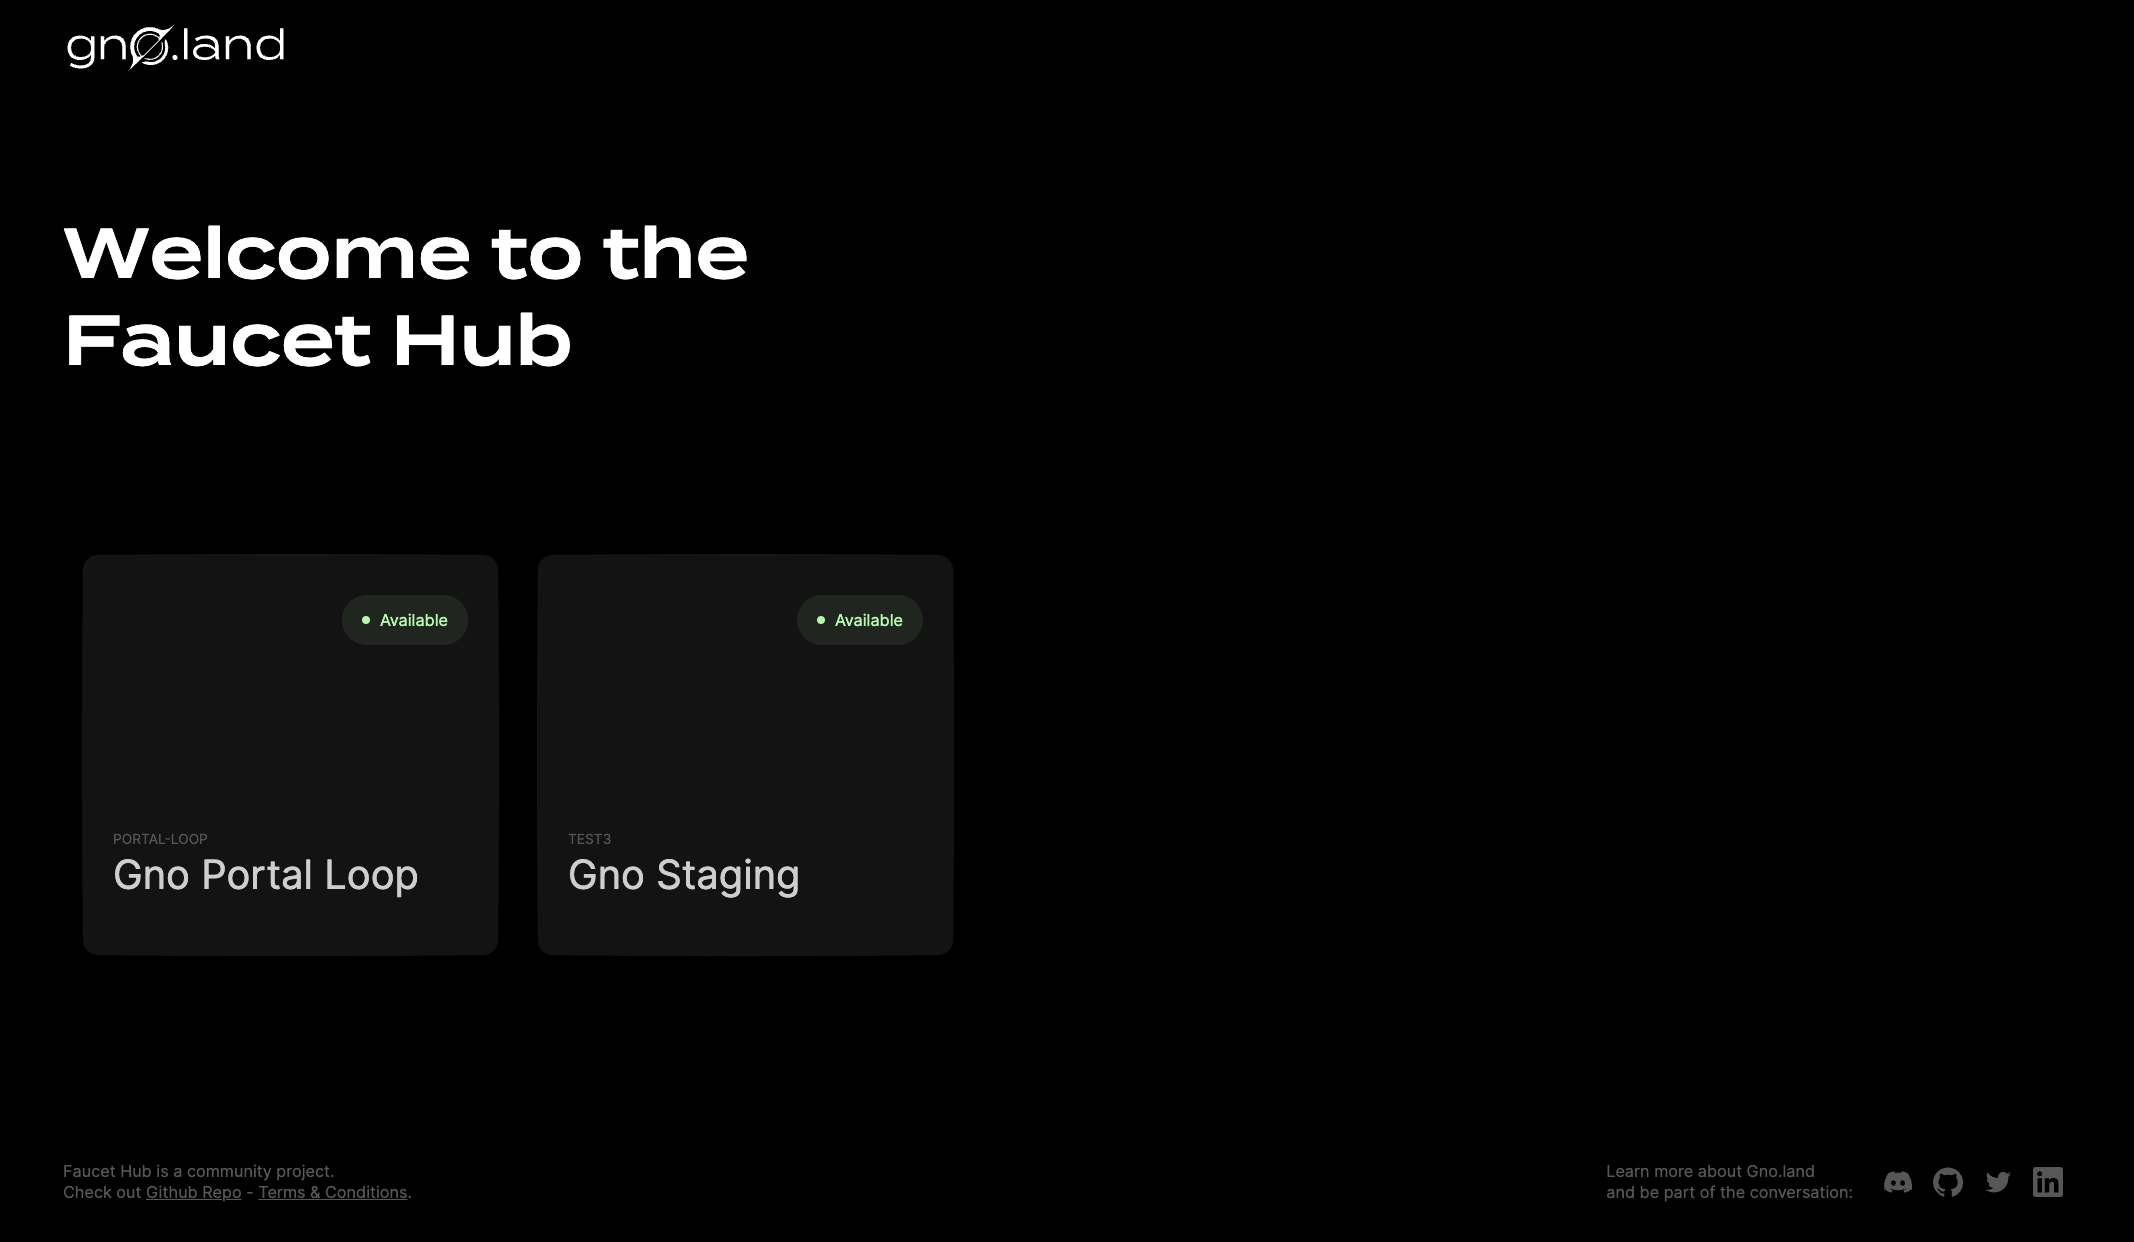 gno.land
Welcome to the
Faucet Hub
Available
Available
PORTAL-LOOP
Gno Portal Loop
TEST3
Gno Staging
Faucet Hub is a community project.
Check out Github Repo - Terms & Conditions.
Learn more about Gno.land
and be part of the conversation: